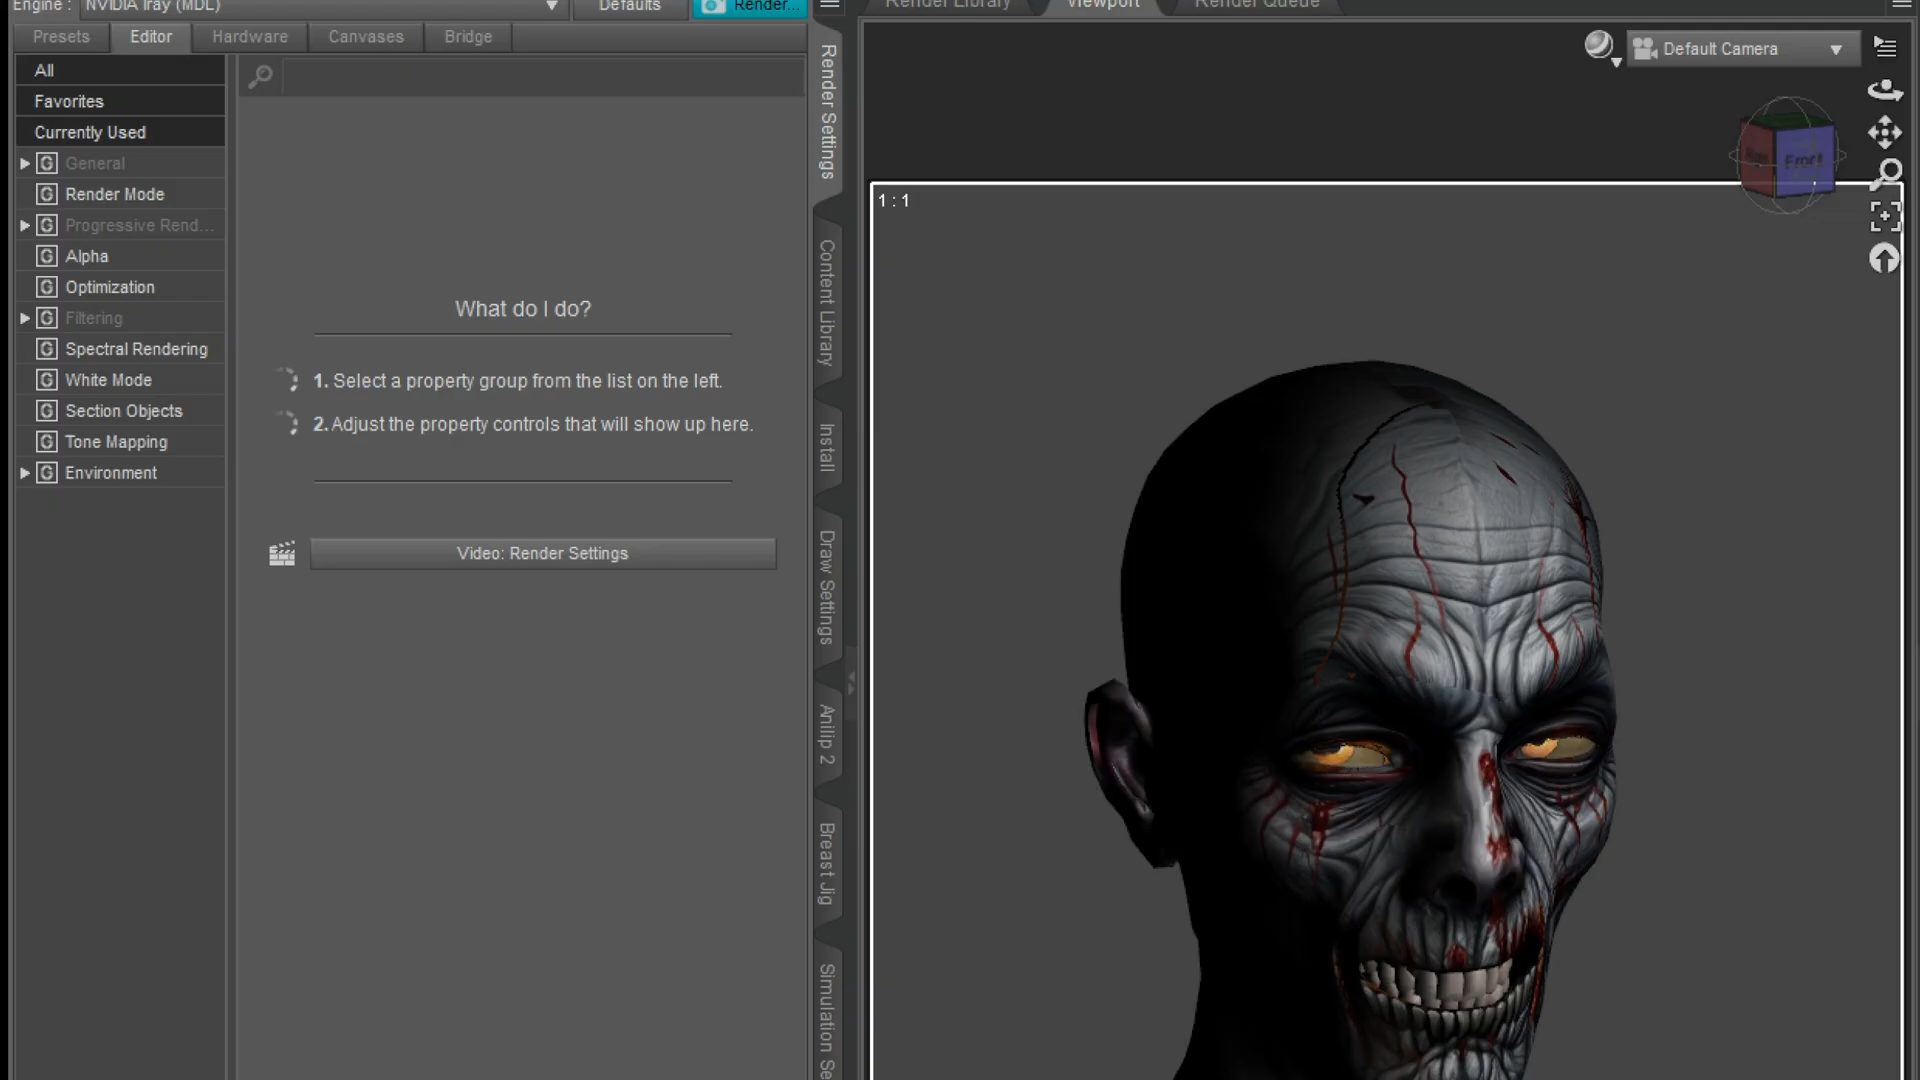 Engine : NVIDIA Iray (MDL) Defaults Render...
Presets Editor Hardware Canvases Bridge
All
Favorites
Currently Used
General
Render Mode
Progressive Rend...
Alpha
Optimization
Filtering
Spectral Rendering
White Mode
Section Objects
Tone Mapping
Environment
What do I do?
1. Select a property group from the list on the left.
2. Adjust the property controls that will show up here.
Video: Render Settings
Render Settings
Content Library
Install
Draw Settings
Anilip 2
Breast Jig
Simulation Se
Render Library Viewport Render Queue
Default Camera
Front
1 : 1